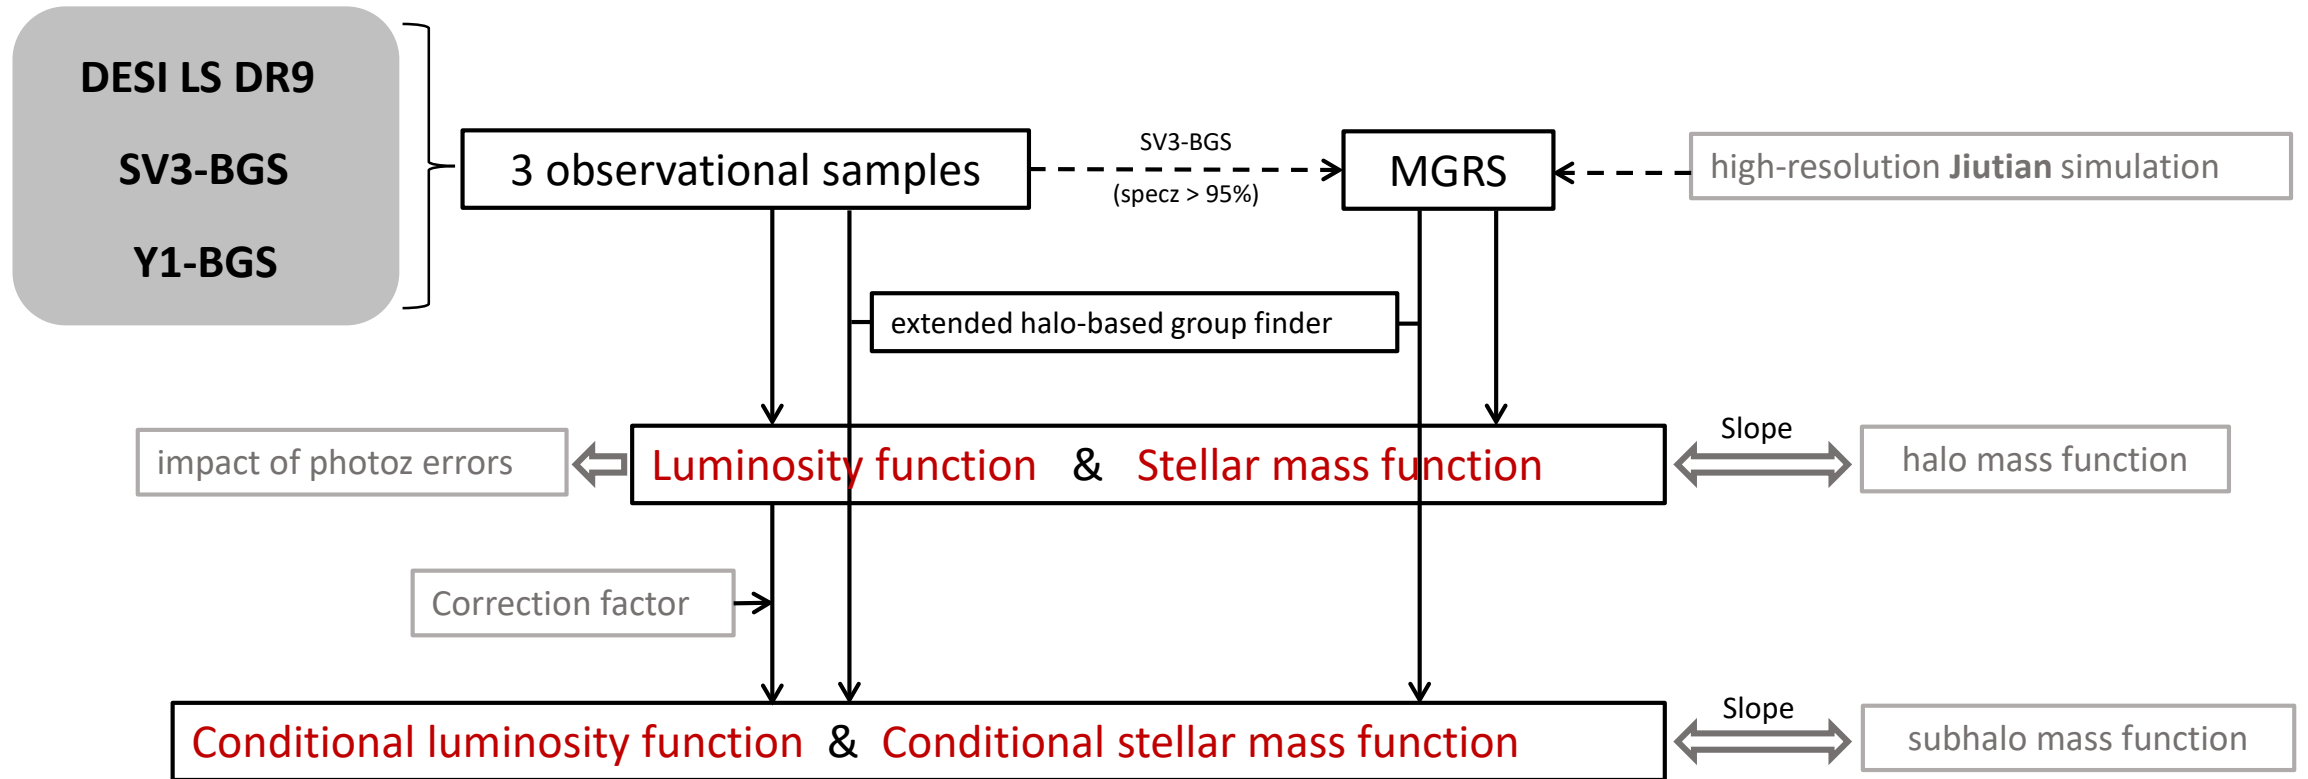 DESI LS DR9
SV3-BGS
Y1-BGS
3 observational samples
SV3-BGS
(specz > 95%)
MGRS
high-resolution Jiutian simulation
extended halo-based group finder
impact of photoz errors
Luminosity function & Stellar mass function
Slope
halo mass function
Correction factor
Conditional luminosity function & Conditional stellar mass function
Slope
subhalo mass function